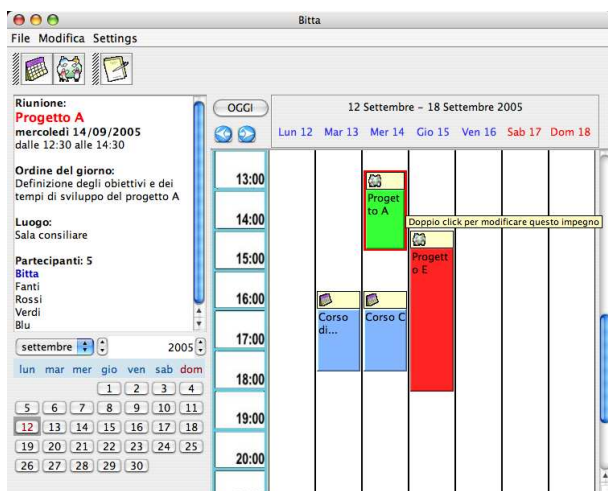 Bitta
File Modifica Settings
Riunione:
Progetto A
mercoledì 14/09/2005
dalle 12:30 alle 14:30
Ordine del giorno:
Definizione degli obiettivi e dei
tempi di sviluppo del progetto A
Luogo:
Sala consiliare
Partecipanti: 5
Bitta
Fanti
Rossi
Verdi
Blu
settembre 2005
lun mar mer gio ven sab dom
1 2 3 4
5 6 7 8 9 10 11
12 13 14 15 16 17 18
19 20 21 22 23 24 25
26 27 28 29 30
OGGI
12 Settembre – 18 Settembre 2005
Lun 12 Mar 13 Mer 14 Gio 15 Ven 16 Sab 17 Dom 18
13:00
14:00
15:00
16:00
17:00
18:00
19:00
20:00
Proget
to A
Doppio click per modificare questo impegno
Progett
o E
Corso
di...
Corso C